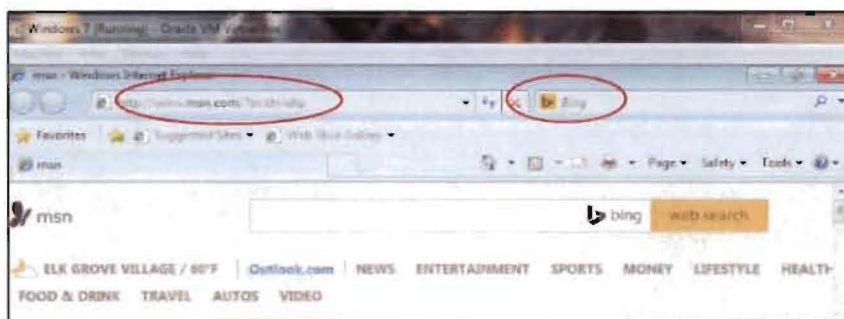 Windows 7 [Running] - Oracle VM VirtualBox
msn - Windows Internet Explorer
http://www.msn.com/?ocid=iehp Bing
Favorites Suggested Sites Web Slice Gallery
msn Page Safety Tools
msn bing web search
ELK GROVE VILLAGE / 60°F Outlook.com NEWS ENTERTAINMENT SPORTS MONEY LIFESTYLE HEALTH
FOOD & DRINK TRAVEL AUTOS VIDEO